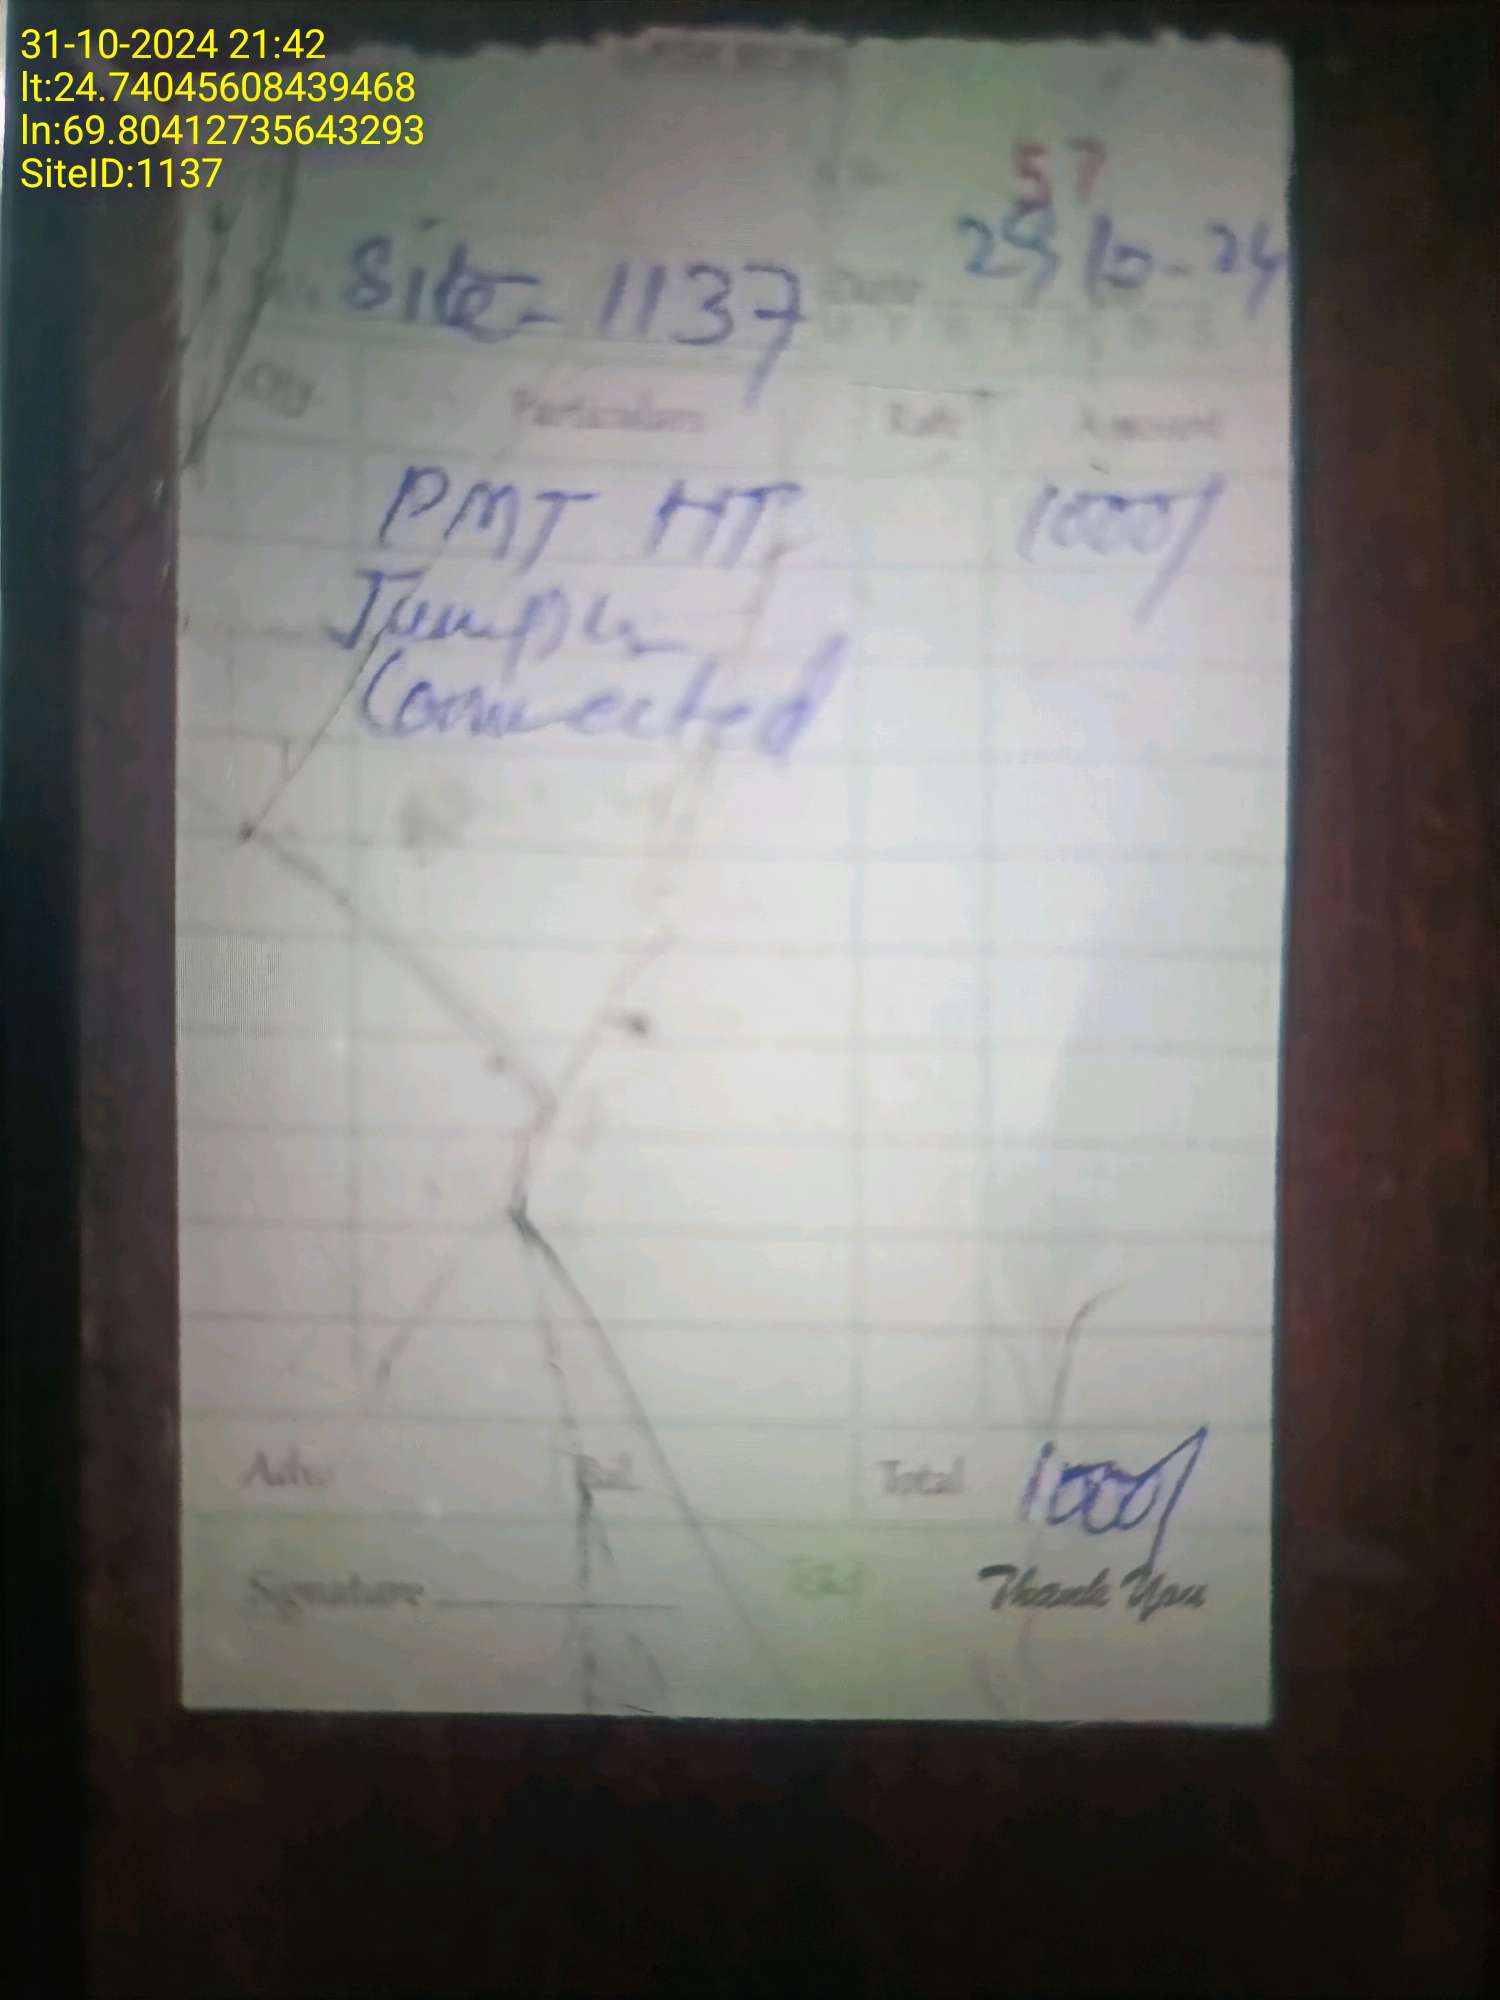 31-10-2024 21:42
lt:24.74045608439468
ln:69.80412735643293
SiteID:1137
57
Site - 1137 Date 29/10-24
Qty. Particulars Rate Amount
PMT HT 1000/
Jumper
Connected
Adv. Bal. Total 1000/
Signature Thank You